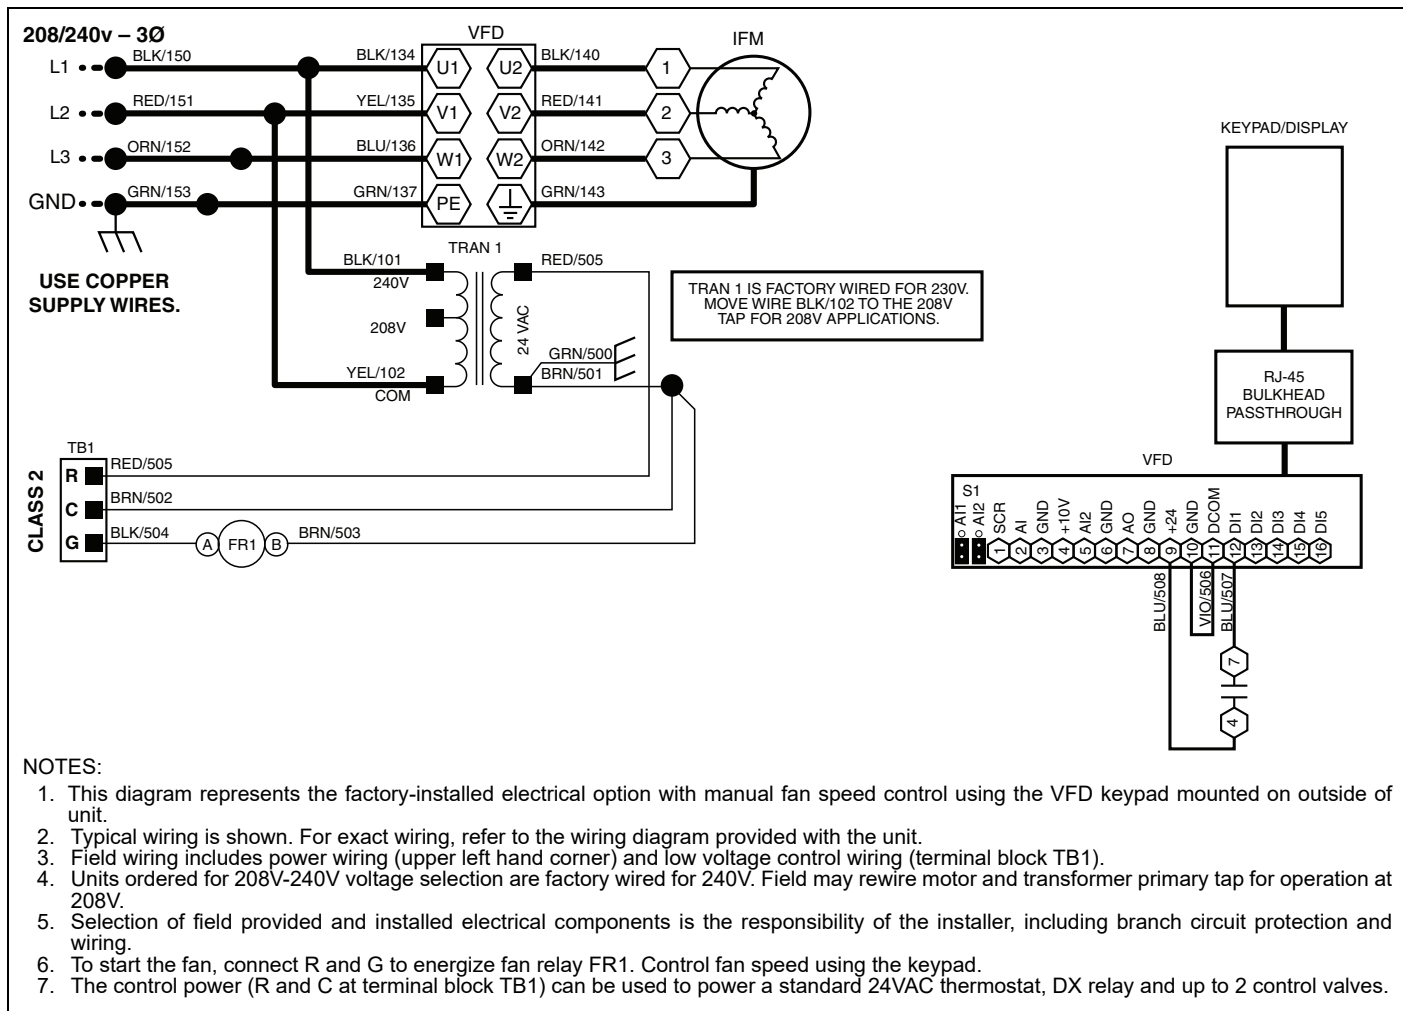 208/240v – 3Ø
VFD
IFM
L1
BLK/150
BLK/134
U1
U2
BLK/140
1
L2
RED/151
YEL/135
V1
V2
RED/141
2
L3
ORN/152
BLU/136
W1
W2
ORN/142
3
GND
GRN/153
GRN/137
PE
GRN/143
USE COPPER
SUPPLY WIRES.
TRAN 1
BLK/101
240V
208V
YEL/102
COM
24 VAC
RED/505
GRN/500
BRN/501
TRAN 1 IS FACTORY WIRED FOR 230V.
MOVE WIRE BLK/102 TO THE 208V
TAP FOR 208V APPLICATIONS.
KEYPAD/DISPLAY
RJ-45
BULKHEAD
PASSTHROUGH
CLASS 2
TB1
R
RED/505
C
BRN/502
G
BLK/504
A
FR1
B
BRN/503
VFD
S1
AI1
AI2
SCR
AI
GND
+10V
AI2
GND
AO
GND
+24
GND
DCOM
DI1
DI2
DI3
DI4
DI5
1
2
3
4
5
6
7
8
9
10
11
12
13
14
15
16
BLU/508
VIO/506
BLU/507
7
4
NOTES:
1. This diagram represents the factory-installed electrical option with manual fan speed control using the VFD keypad mounted on outside of
unit.
2. Typical wiring is shown. For exact wiring, refer to the wiring diagram provided with the unit.
3. Field wiring includes power wiring (upper left hand corner) and low voltage control wiring (terminal block TB1).
4. Units ordered for 208V-240V voltage selection are factory wired for 240V. Field may rewire motor and transformer primary tap for operation at
208V.
5. Selection of field provided and installed electrical components is the responsibility of the installer, including branch circuit protection and
wiring.
6. To start the fan, connect R and G to energize fan relay FR1. Control fan speed using the keypad.
7. The control power (R and C at terminal block TB1) can be used to power a standard 24VAC thermostat, DX relay and up to 2 control valves.